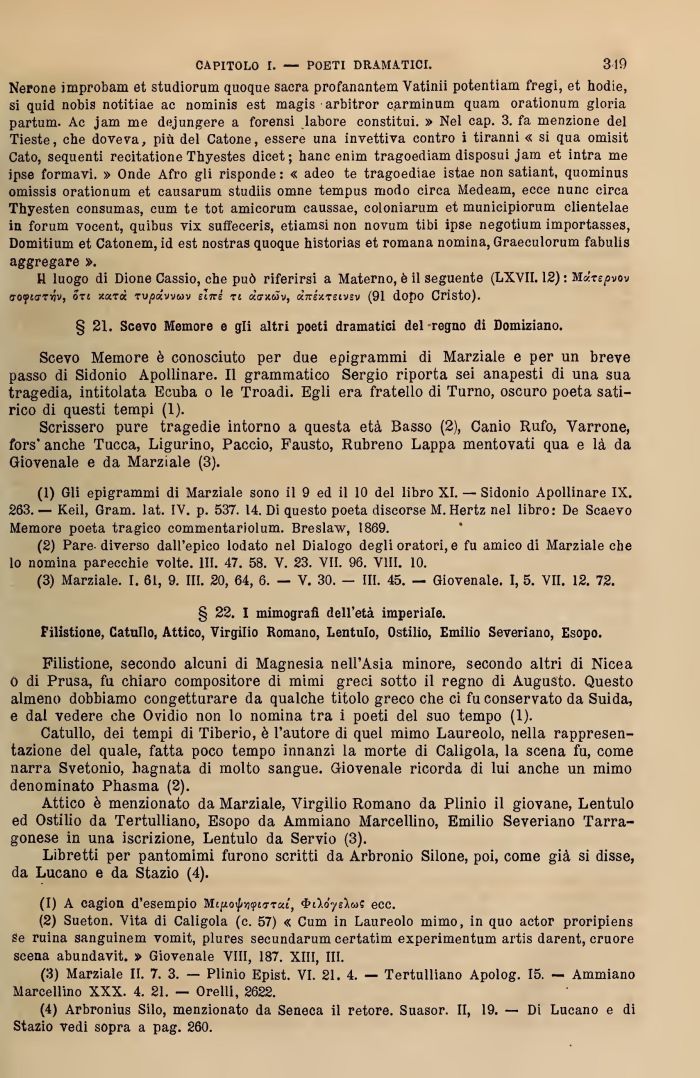 CAPITOLO I. — POETI DRAMATICI. 349
Nerone improbam et studiorum quoque sacra profanantem Vatinii potentiam fregi, et hodie,
si quid nobis notitiae ac nominis est magis arbitror carminum quam orationum gloria
partum. Ac jam me dejungere a forensi labore constitui. » Nel cap. 3. fa menzione del
Tieste, che doveva, più del Catone, essere una invettiva contro i tiranni « si qua omisit
Cato, sequenti recitatione Thyestes dicet; hanc enim tragoediam disposui jam et intra me
ipse formavi. » Onde Afro gli risponde: « adeo te tragoediae istae non satiant, quominus
omissis orationum et causarum studiis omne tempus modo circa Medeam, ecce nunc circa
Thyesten consumas, cum te tot amicorum caussae, coloniarum et municipiorum clientelae
in forum vocent, quibus vix suffeceris, etiamsi non novum tibi ipse negotium importasses,
Domitium et Catonem, id est nostras quoque historias et romana nomina, Graeculorum fabulis
aggregare ».
Il luogo di Dione Cassio, che può riferirsi a Materno, è il seguente (LXVII. 12): Μάτερνον
σοφιστήν, ὅτι κατὰ τυράννων εἶπέ τι ἀσκῶν, ἀπέκτεινεν (91 dopo Cristo).
§ 21. Scevo Memore e gli altri poeti dramatici del regno di Domiziano.
Scevo Memore è conosciuto per due epigrammi di Marziale e per un breve
passo di Sidonio Apollinare. Il grammatico Sergio riporta sei anapesti di una sua
tragedia, intitolata Ecuba o le Troadi. Egli era fratello di Turno, oscuro poeta sati-
rico di questi tempi (1).
Scrissero pure tragedie intorno a questa età Basso (2), Canio Rufo, Varrone,
fors' anche Tucca, Ligurino, Paccio, Fausto, Rubreno Lappa mentovati qua e là da
Giovenale e da Marziale (3).
(1) Gli epigrammi di Marziale sono il 9 ed il 10 del libro XI. — Sidonio Apollinare IX.
263. — Keil, Gram. lat. IV. p. 537. 14. Di questo poeta discorse M. Hertz nel libro: De Scaevo
Memore poeta tragico commentariolum. Breslaw, 1869.
(2) Pare diverso dall'epico lodato nel Dialogo degli oratori, e fu amico di Marziale che
lo nomina parecchie volte. III. 47. 58. V. 23. VII. 96. VIII. 10.
(3) Marziale. I. 61, 9. III. 20, 64, 6. — V. 30. — III. 45. — Giovenale. I, 5. VII. 12. 72.
§ 22. I mimografi dell'età imperiale.
Filistione, Catullo, Attico, Virgilio Romano, Lentulo, Ostilio, Emilio Severiano, Esopo.
Filistione, secondo alcuni di Magnesia nell'Asia minore, secondo altri di Nicea
o di Prusa, fu chiaro compositore di mimi greci sotto il regno di Augusto. Questo
almeno dobbiamo congetturare da qualche titolo greco che ci fu conservato da Suida,
e dal vedere che Ovidio non lo nomina tra i poeti del suo tempo (1).
Catullo, dei tempi di Tiberio, è l'autore di quel mimo Laureolo, nella rappresen-
tazione del quale, fatta poco tempo innanzi la morte di Caligola, la scena fu, come
narra Svetonio, bagnata di molto sangue. Giovenale ricorda di lui anche un mimo
denominato Phasma (2).
Attico è menzionato da Marziale, Virgilio Romano da Plinio il giovane, Lentulo
ed Ostilio da Tertulliano, Esopo da Ammiano Marcellino, Emilio Severiano Tarra-
gonese in una iscrizione, Lentulo da Servio (3).
Libretti per pantomimi furono scritti da Arbronio Silone, poi, come già si disse,
da Lucano e da Stazio (4).
(1) A cagion d'esempio Μιμοψηφισταί, Φιλόγελως ecc.
(2) Sueton. Vita di Caligola (c. 57) « Cum in Laureolo mimo, in quo actor proripiens
se ruina sanguinem vomit, plures secundarum certatim experimentum artis darent, cruore
scena abundavit. » Giovenale VIII, 187. XIII, III.
(3) Marziale II. 7. 3. — Plinio Epist. VI. 21. 4. — Tertulliano Apolog. 15. — Ammiano
Marcellino XXX. 4. 21. — Orelli, 2622.
(4) Arbronius Silo, menzionato da Seneca il retore. Suasor. II, 19. — Di Lucano e di
Stazio vedi sopra a pag. 260.